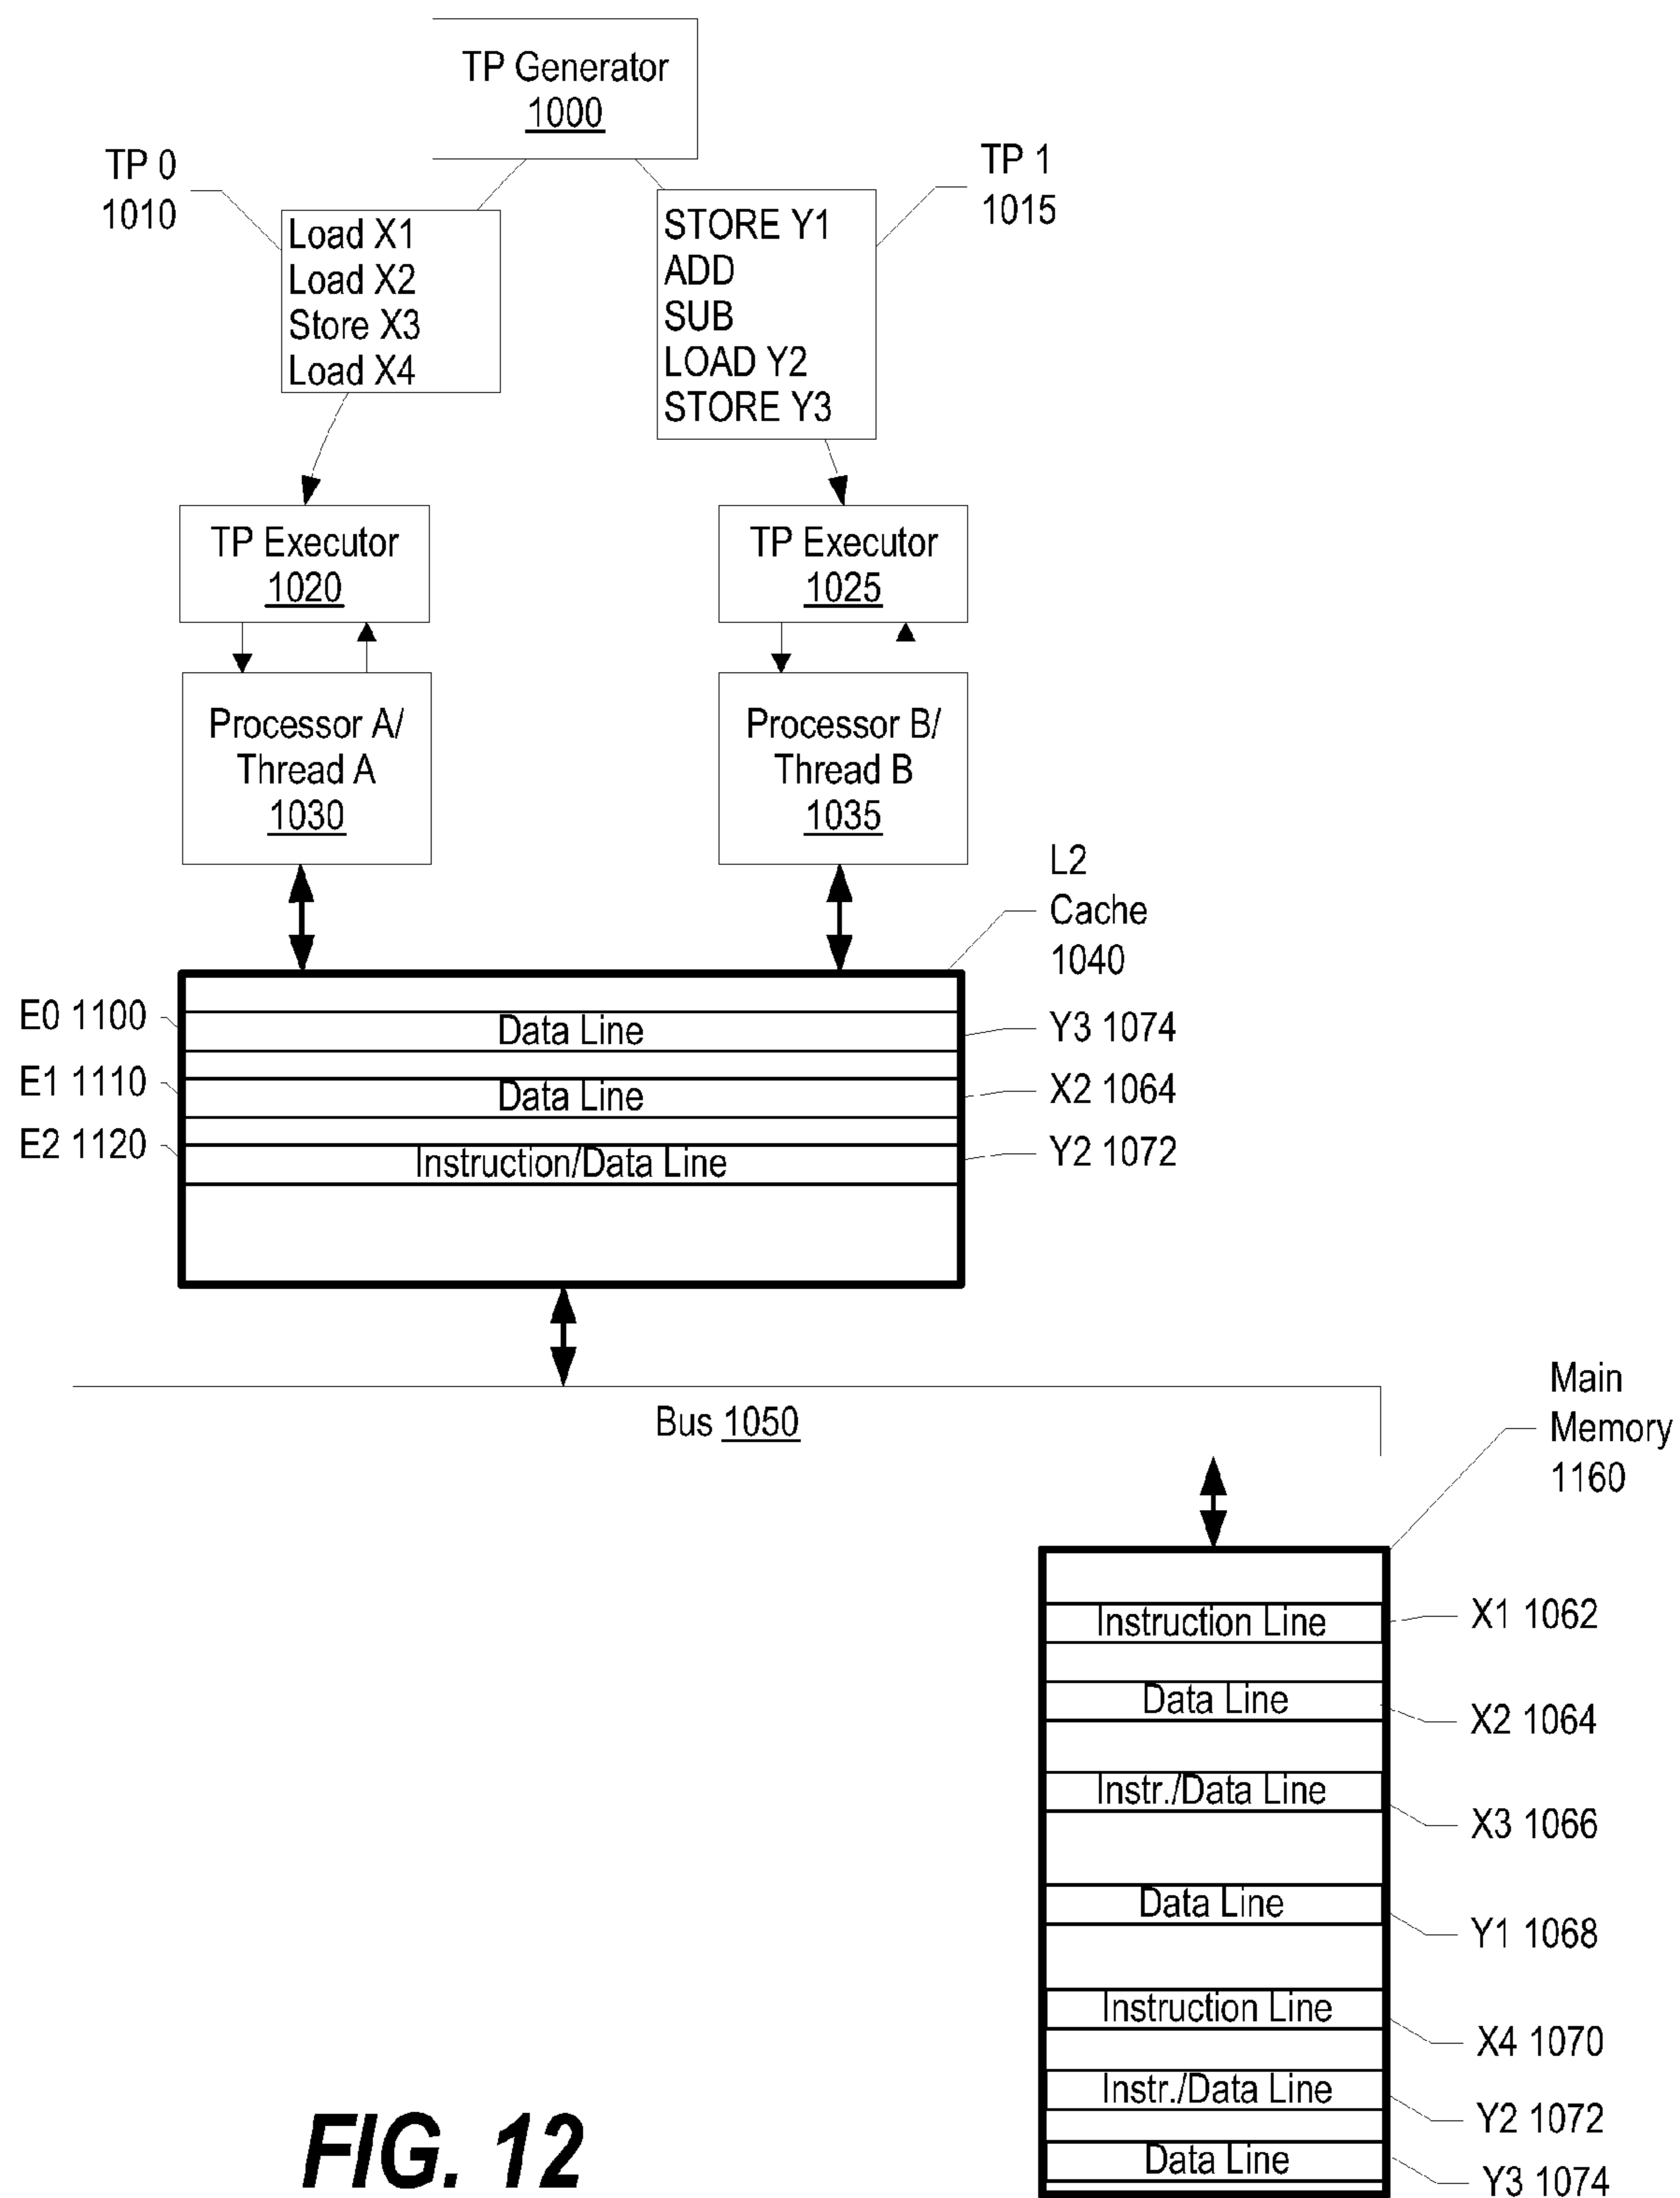 TP Generator
1000
TP 0
1010
TP 1
1015
Load X1
Load X2
Store X3
Load X4
STORE Y1
ADD
SUB
LOAD Y2
STORE Y3
TP Executor
1020
TP Executor
1025
Processor A/
Thread A
1030
Processor B/
Thread B
1035
L2
Cache
1040
E0 1100
Data Line
Y3 1074
E1 1110
Data Line
X2 1064
E2 1120
Instruction/Data Line
Y2 1072
Bus 1050
Main
Memory
1160
Instruction Line
X1 1062
Data Line
X2 1064
Instr./Data Line
X3 1066
Data Line
Y1 1068
Instruction Line
X4 1070
Instr./Data Line
Y2 1072
Data Line
Y3 1074
FIG. 12